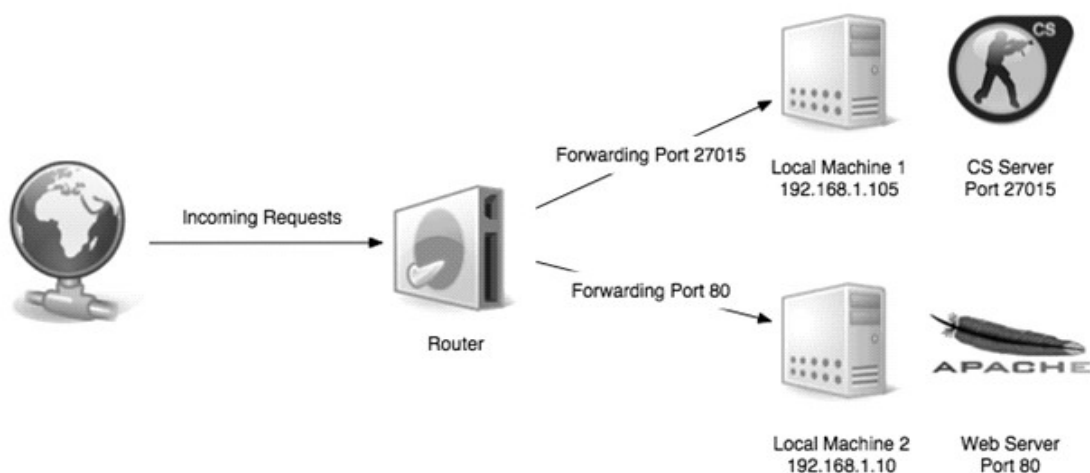 CS
Forwarding Port 27015
Local Machine 1
192.168.1.105
CS Server
Port 27015
Incoming Requests
Router
Forwarding Port 80
APACHE
Local Machine 2
192.168.1.10
Web Server
Port 80